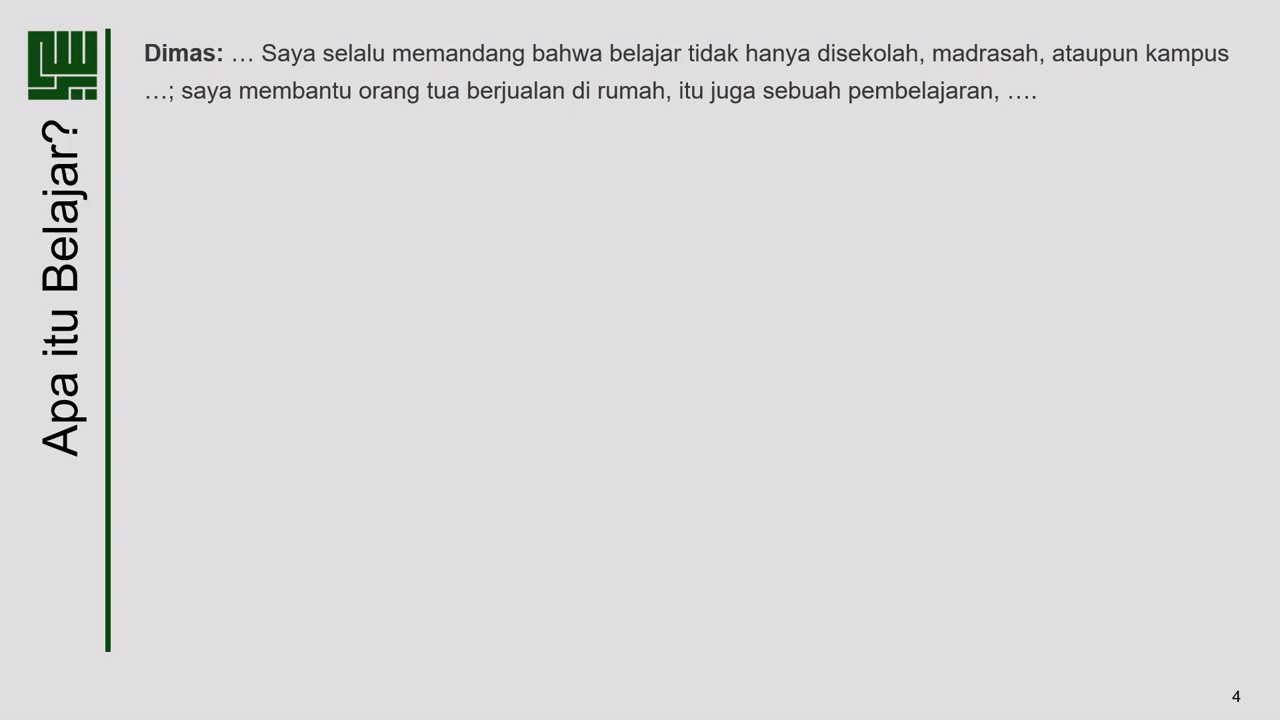 Apa itu Belajar?
Dimas: … Saya selalu memandang bahwa belajar tidak hanya disekolah, madrasah, ataupun kampus
…; saya membantu orang tua berjualan di rumah, itu juga sebuah pembelajaran, ….
4